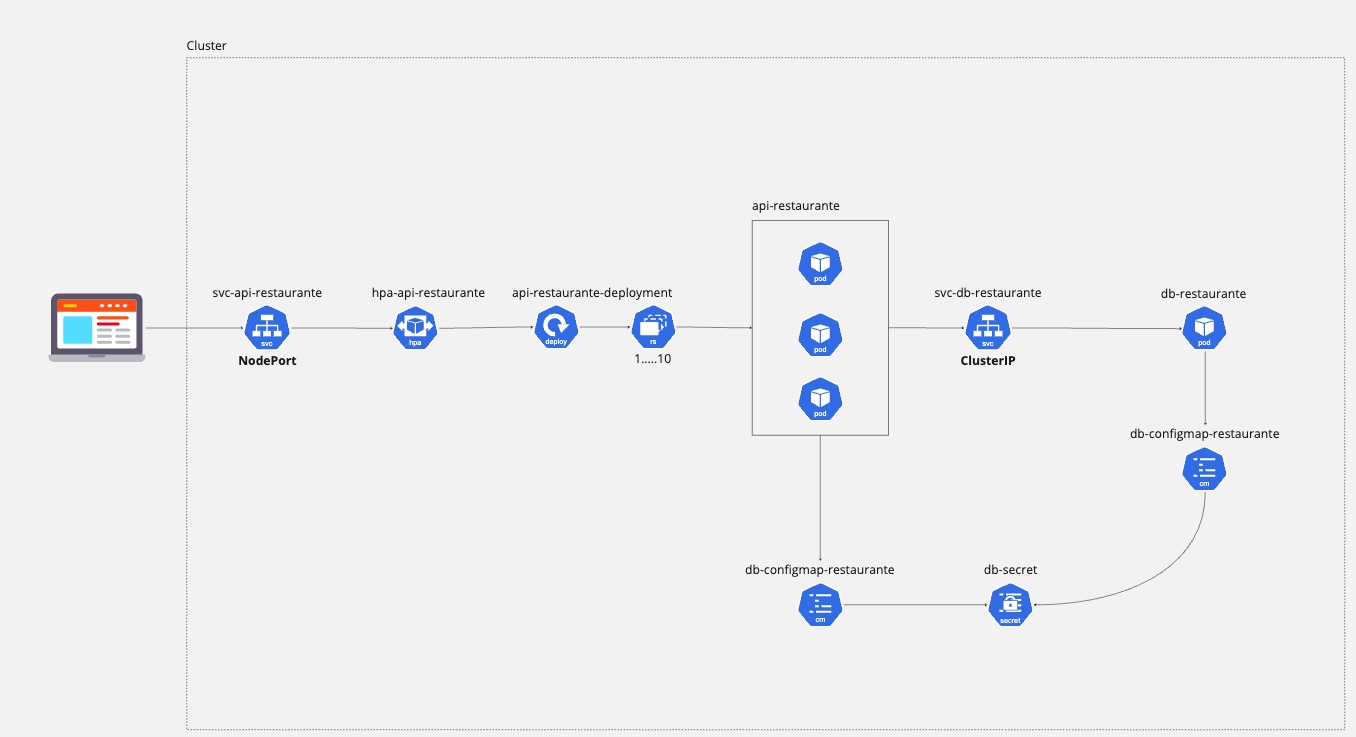 Cluster
api-restaurante
pod
pod
pod
svc-api-restaurante
svc
NodePort
hpa-api-restaurante
hpa
api-restaurante-deployment
deploy
rs
1.....10
svc-db-restaurante
svc
ClusterIP
db-restaurante
pod
db-configmap-restaurante
cm
db-configmap-restaurante
cm
db-secret
secret